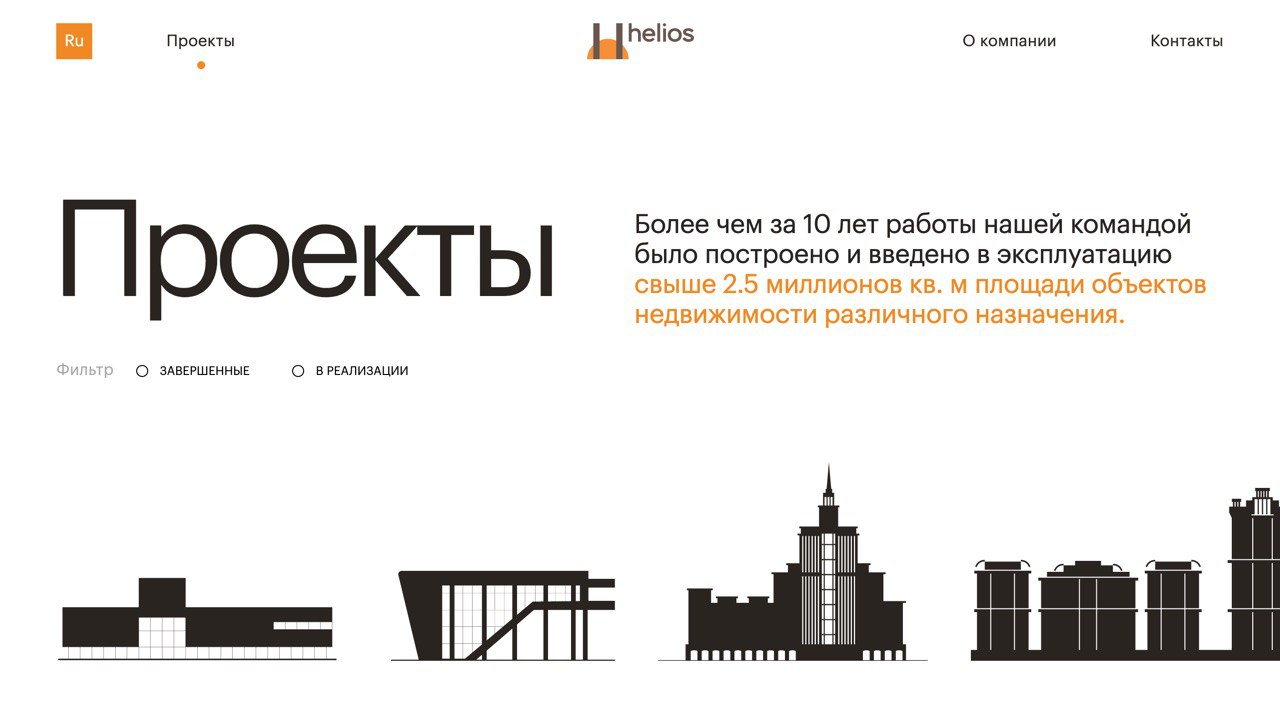 Ru
Проекты
helios
О компании
Контакты
Проекты
Более чем за 10 лет работы нашей командой
было построено и введено в эксплуатацию
свыше 2.5 миллионов кв. м площади объектов
недвижимости различного назначения.
Фильтр
ЗАВЕРШЕННЫЕ
В РЕАЛИЗАЦИИ